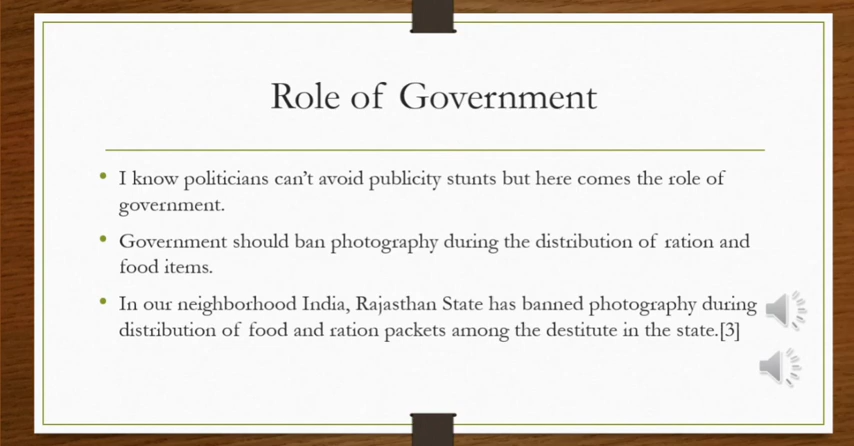 Role of Government
• I know politicians can't avoid publicity stunts but here comes the role of
government.
• Government should ban photography during the distribution of ration and
food items.
• In our neighborhood India, Rajasthan State has banned photography during
distribution of food and ration packets among the destitute in the state.[3]